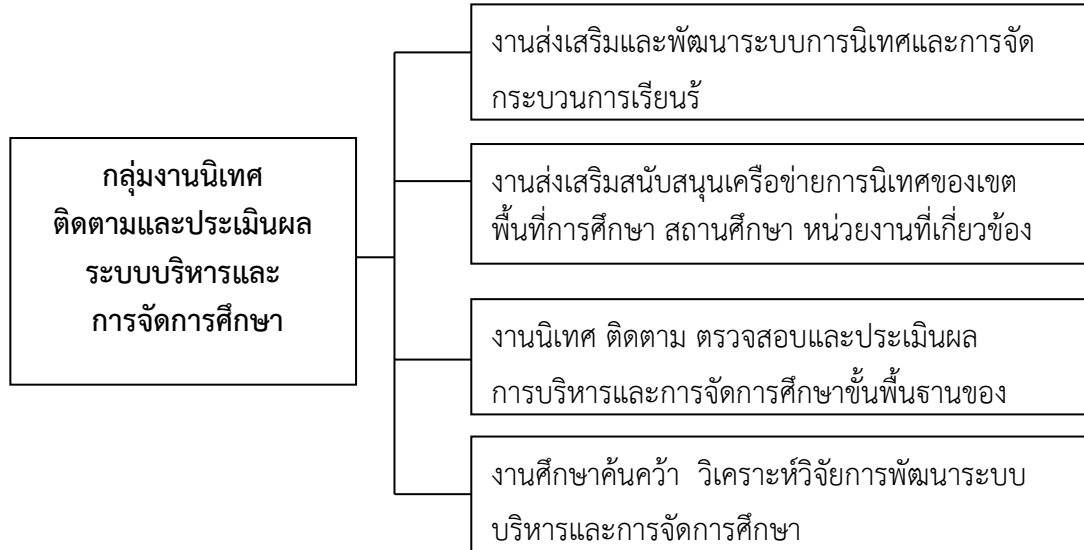 กลุ่มงานนิเทศ
ติดตามและประเมินผล
ระบบบริหารและ
การจัดการศึกษา
งานส่งเสริมและพัฒนาระบบการนิเทศและการจัด
กระบวนการเรียนรู้
งานส่งเสริมสนับสนุนเครือข่ายการนิเทศของเขต
พื้นที่การศึกษา สถานศึกษา หน่วยงานที่เกี่ยวข้อง
งานนิเทศ ติดตาม ตรวจสอบและประเมินผล
การบริหารและการจัดการศึกษาขั้นพื้นฐานของ
งานศึกษาค้นคว้า วิเคราะห์วิจัยการพัฒนาระบบ
บริหารและการจัดการศึกษา